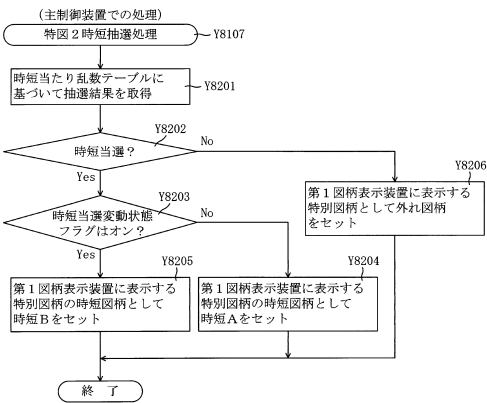 (主制御装置での処理)
特図２時短抽選処理
Y8107
時短当たり乱数テーブルに
基づいて抽選結果を取得
Y8201
時短当選？
Y8202
No
Yes
時短当選変動状態
フラグはオン？
Y8203
No
Yes
第１図柄表示装置に表示する
特別図柄として外れ図柄
をセット
Y8206
第１図柄表示装置に表示する
特別図柄の時短図柄として
時短Ｂをセット
Y8205
第１図柄表示装置に表示する
特別図柄の時短図柄として
時短Ａをセット
Y8204
終 了